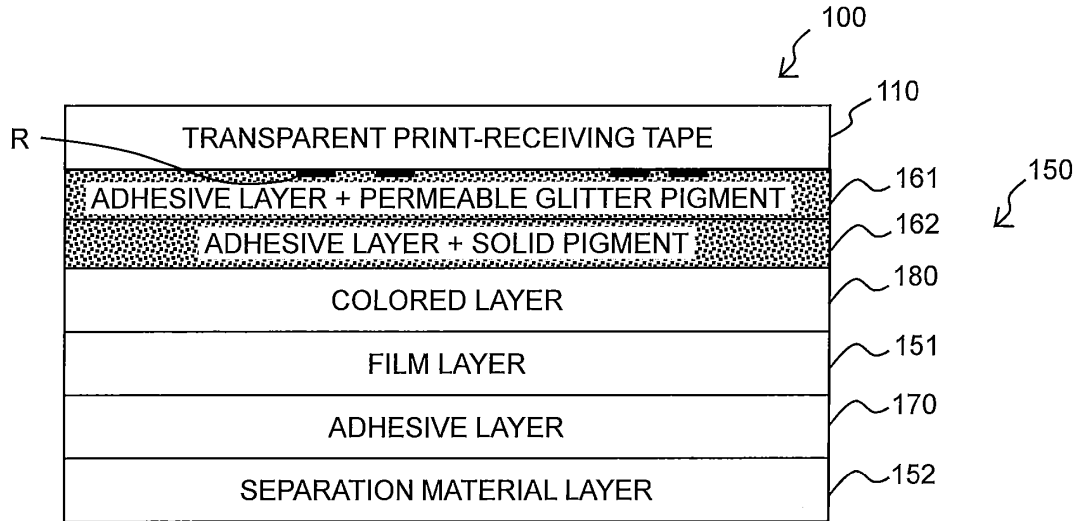 100
110
R
TRANSPARENT PRINT-RECEIVING TAPE
150
161
ADHESIVE LAYER + PERMEABLE GLITTER PIGMENT
162
ADHESIVE LAYER + SOLID PIGMENT
180
COLORED LAYER
151
FILM LAYER
170
ADHESIVE LAYER
152
SEPARATION MATERIAL LAYER